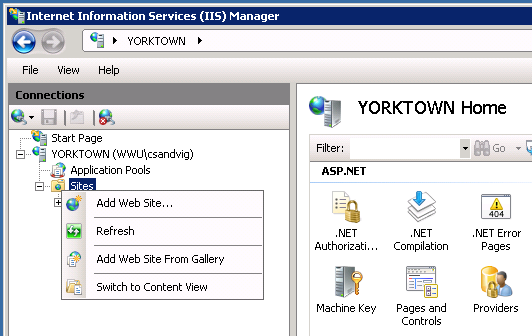 Internet Information Services (IIS) Manager
YORKTOWN
File View Help
Connections
Start Page
YORKTOWN (WWU\csandvig)
Application Pools
Sites
Add Web Site...
Refresh
Add Web Site From Gallery
Switch to Content View
YORKTOWN Home
Filter: Go
ASP.NET
.NET Authorizati...
.NET Compilation
404
.NET Error Pages
Machine Key
Pages and Controls
Providers